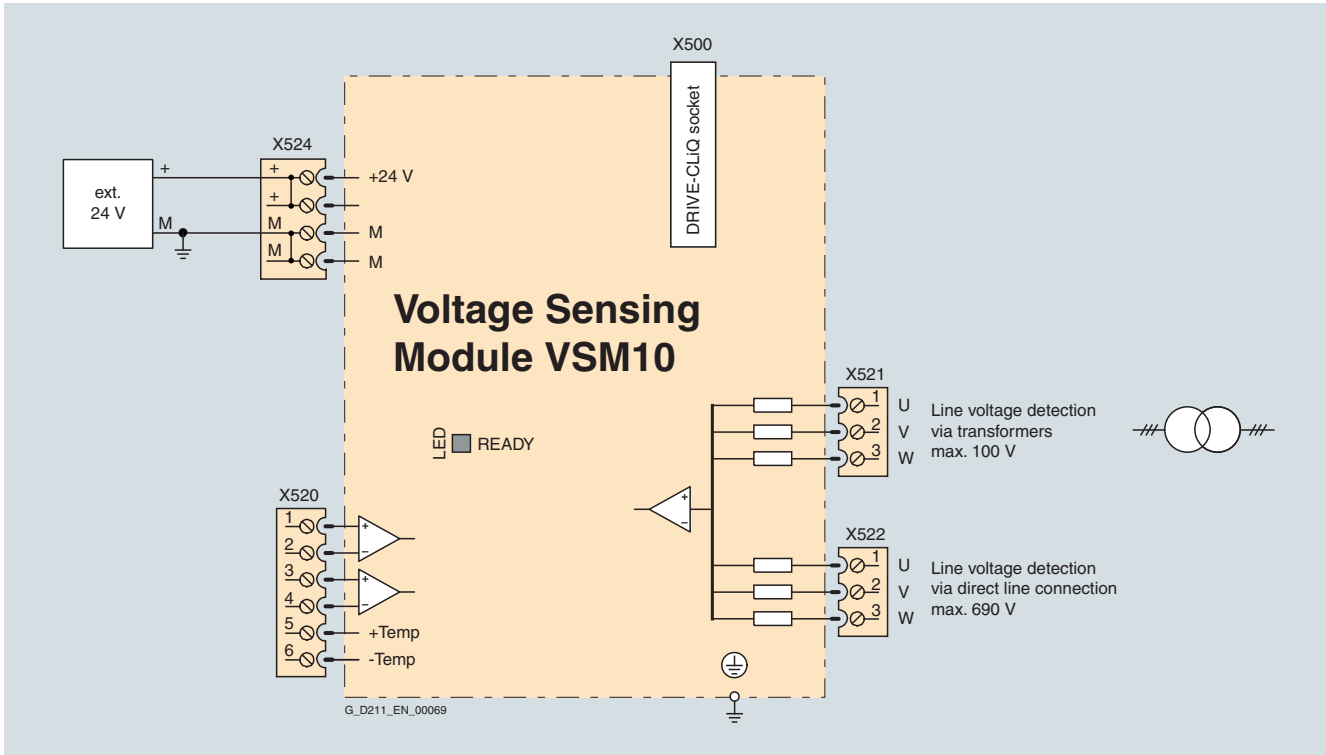 X500
DRIVE-CLiQ socket
X524
ext.
24 V
+
M
+
+
M
M
+24 V
M
M
Voltage Sensing
Module VSM10
LED
READY
X520
1
2
3
4
5
6
+
–
+
–
+Temp
-Temp
+
–
X521
1
2
3
U
V
W
Line voltage detection
via transformers
max. 100 V
X522
1
2
3
U
V
W
Line voltage detection
via direct line connection
max. 690 V
G_D211_EN_00069